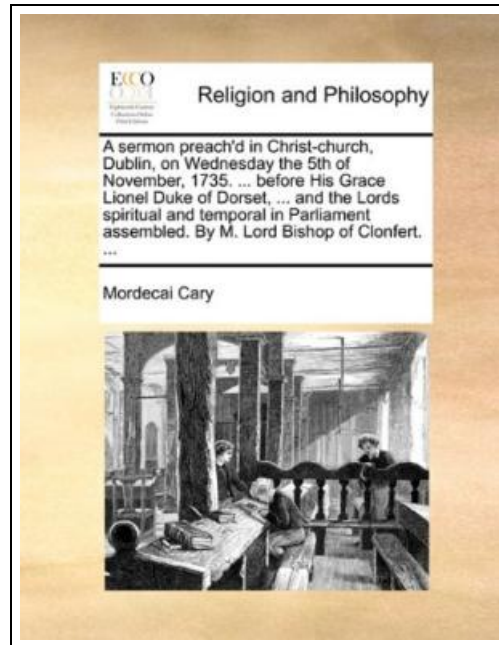 ECCO
Religion and Philosophy
A sermon preach'd in Christ-church,
Dublin, on Wednesday the 5th of
November, 1735. ... before His Grace
Lionel Duke of Dorset, ... and the Lords
spiritual and temporal in Parliament
assembled. By M. Lord Bishop of Clonfert.
...
Mordecai Cary